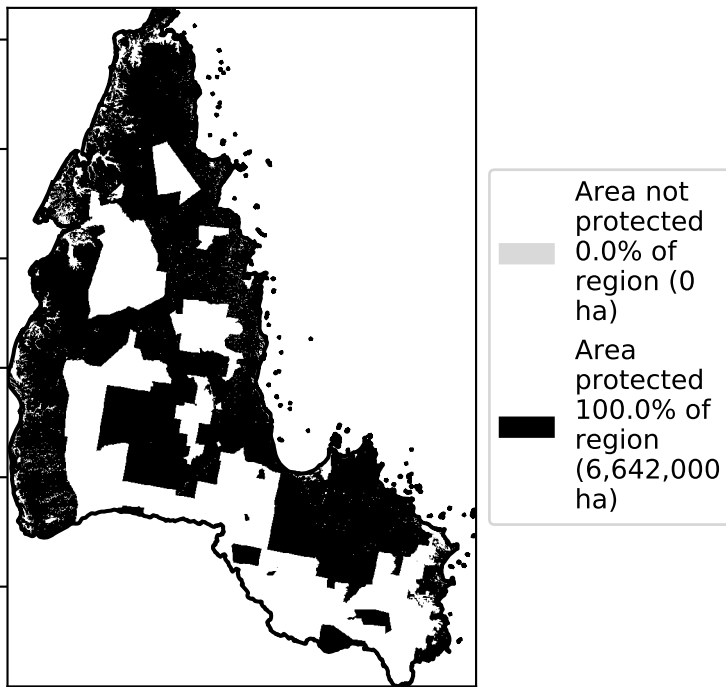 Area not
protected
0.0% of
region (0
ha)
Area
protected
100.0% of
region
(6,642,000
ha)